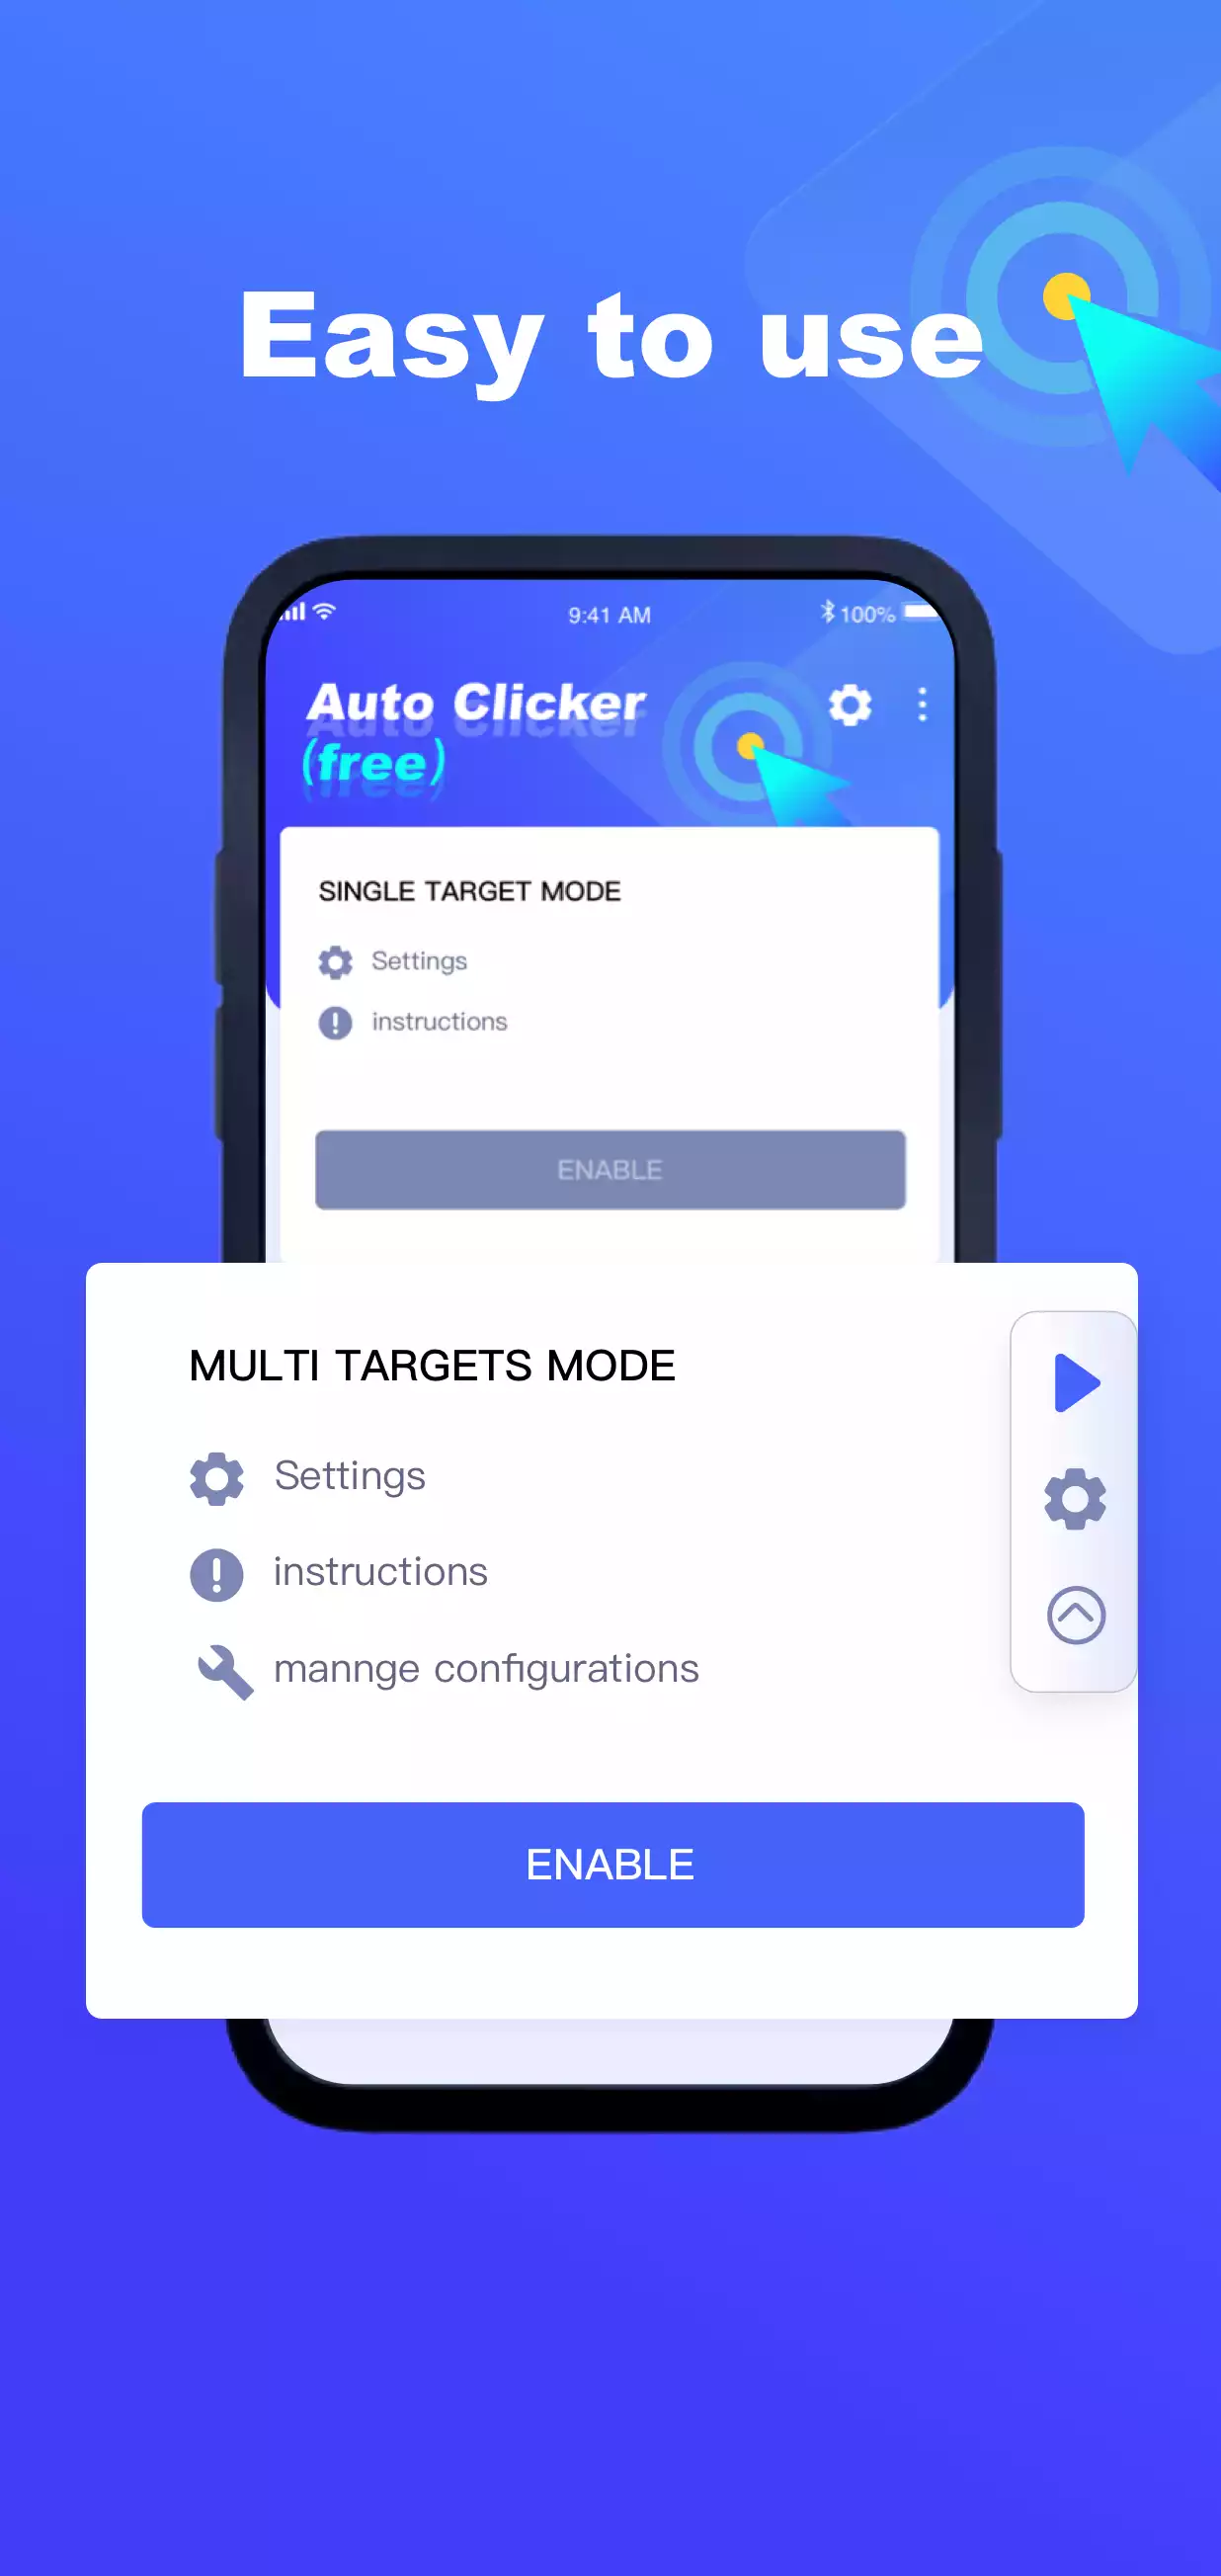 Easy to use
9:41 AM
100%
Auto Clicker
(free)
SINGLE TARGET MODE
Settings
instructions
ENABLE
MULTI TARGETS MODE
Settings
instructions
mannge configurations
ENABLE